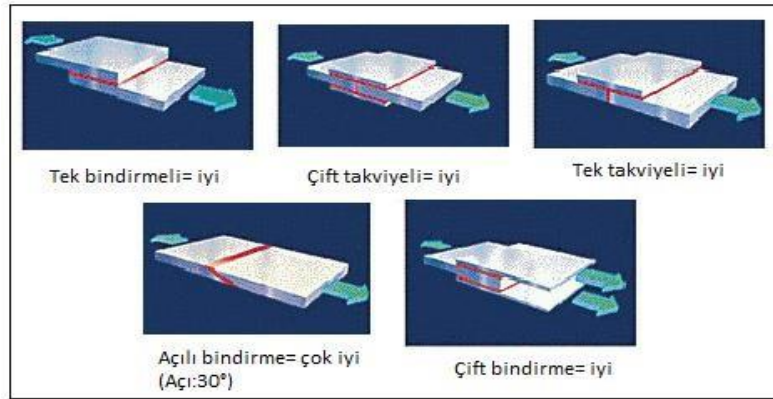 Tek bindirmeli= iyi
Çift takviyeli= iyi
Tek takviyeli= iyi
Açılı bindirme= çok iyi
(Açı:30°)
Çift bindirme= iyi